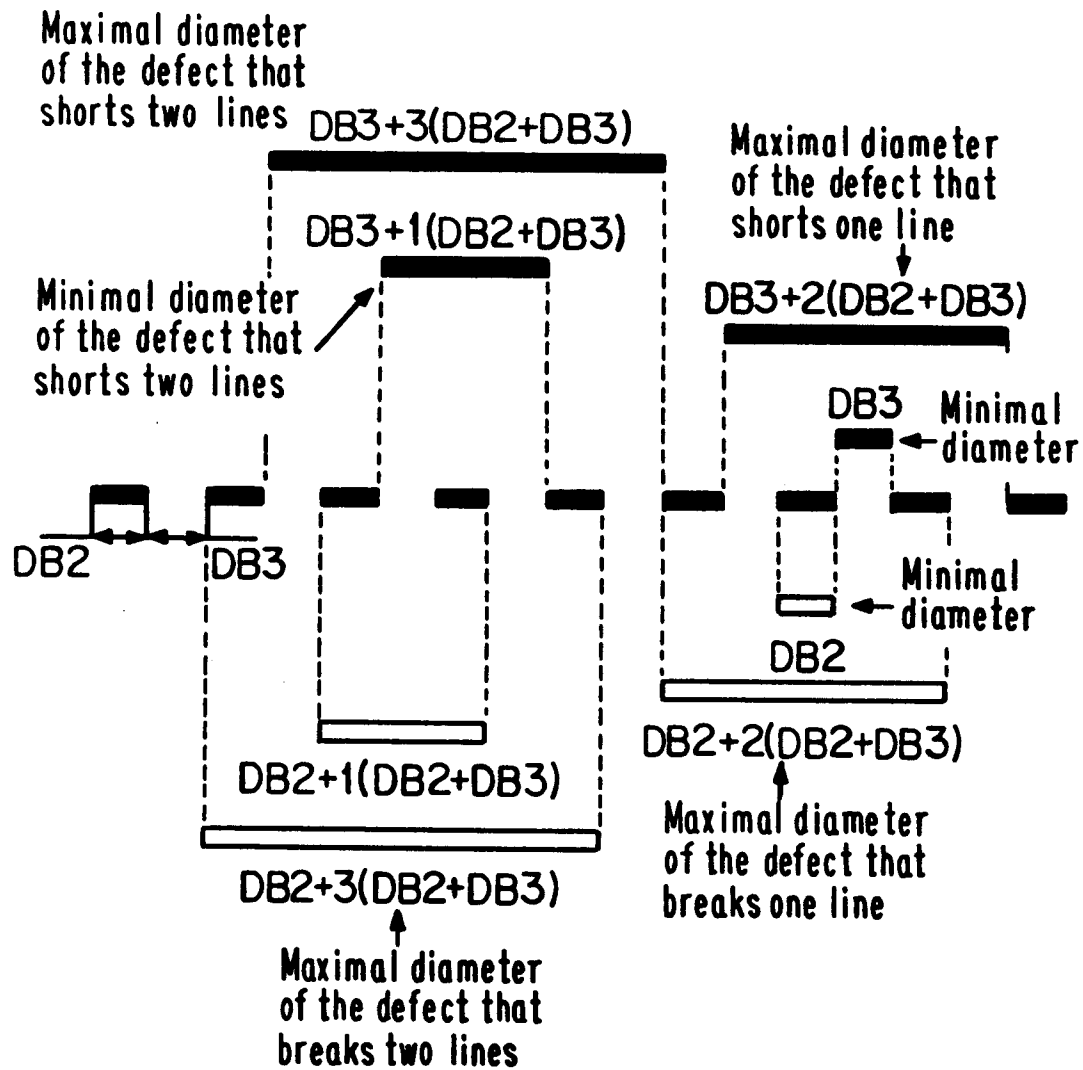 Maximal diameter
of the defect that
shorts two lines
DB3+3(DB2+DB3)
Maximal diameter
of the defect that
shorts one line
DB3+1(DB2+DB3)
Minimal diameter
of the defect that
shorts two lines
DB3+2(DB2+DB3)
DB3
Minimal
diameter
DB2
DB3
Minimal
diameter
DB2
DB2+1(DB2+DB3)
DB2+2(DB2+DB3)
Maximal diameter
of the defect that
breaks one line
DB2+3(DB2+DB3)
Maximal diameter
of the defect that
breaks two lines